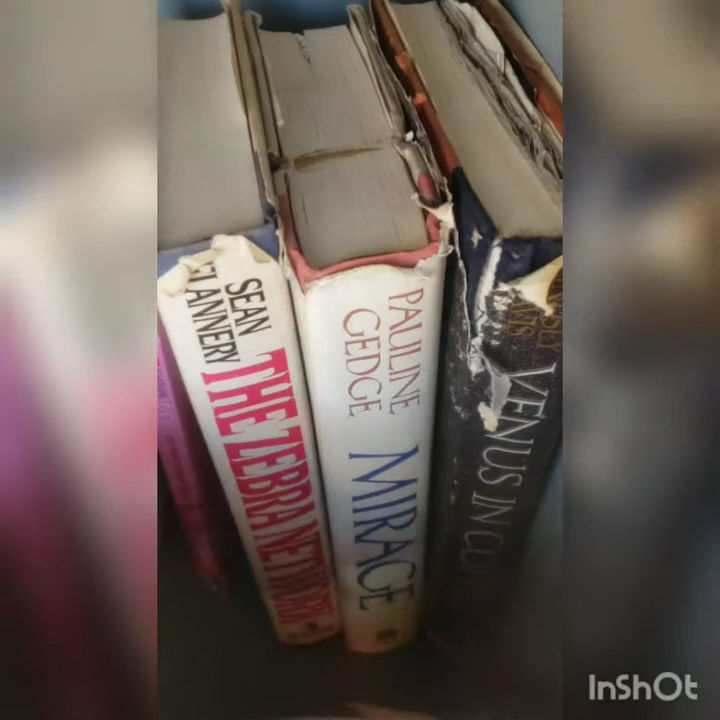 SEAN
FLANNERY
THE ZEBRA NETWORK
PAULINE
GEDGE
MIRAGE
VENUS IN
InShOt